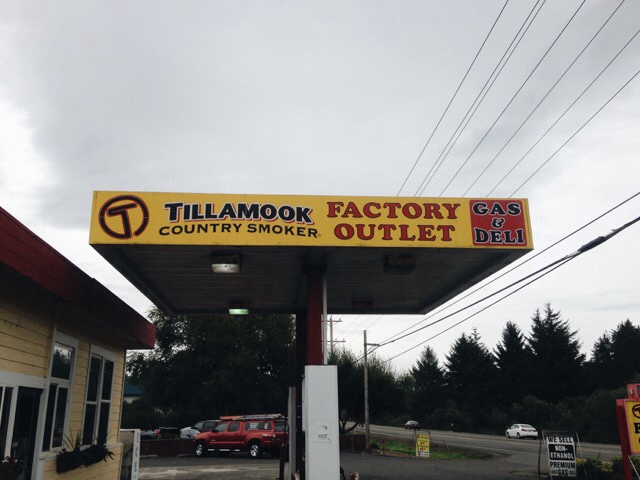 T
TILLAMOOK
COUNTRY SMOKER
FACTORY
OUTLET
GAS
&
DELI
WE SELL
NON-
ETHANOL
PREMIUM
GAS